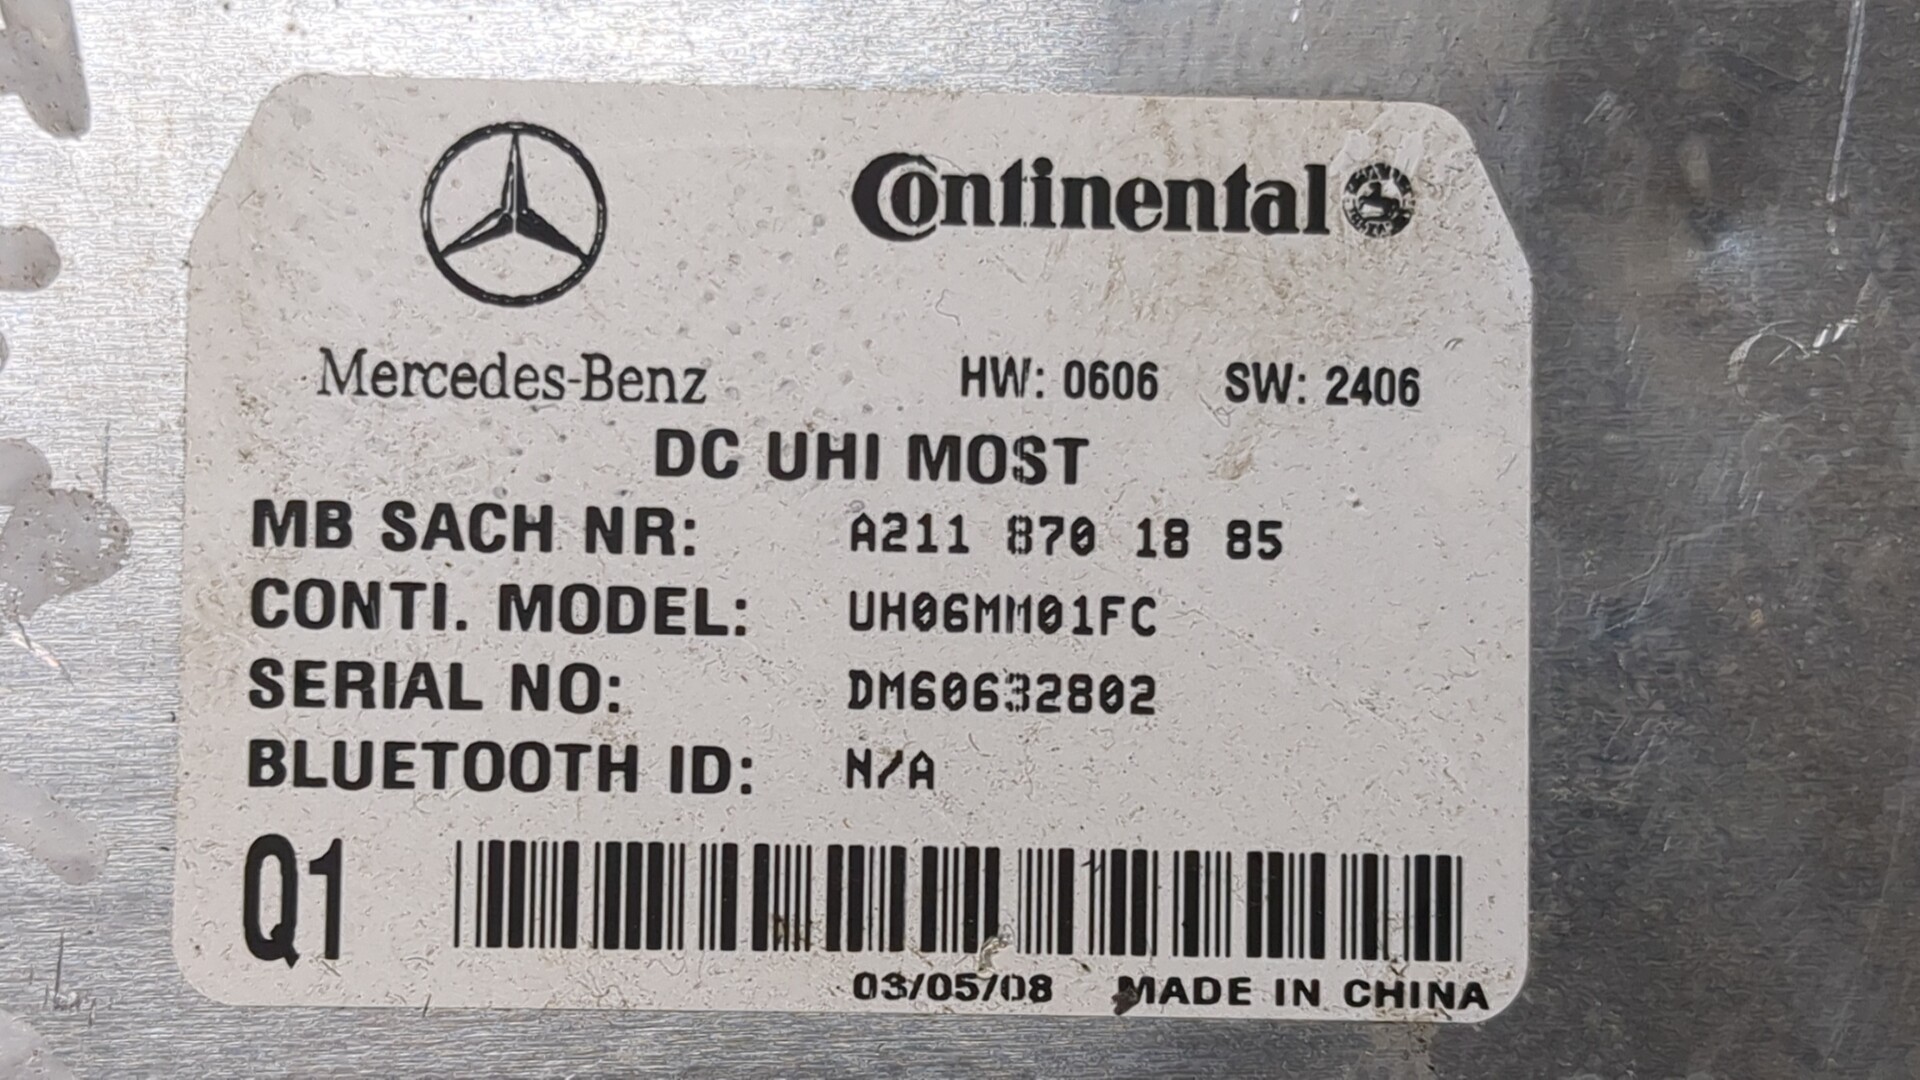 Continental
Mercedes-Benz
HW: 0606 SW: 2406
DC UHI MOST
MB SACH NR: A211 870 18 85
CONTI. MODEL: UH06MM01FC
SERIAL NO: DM60632802
BLUETOOTH ID: N/A
Q1
03/05/08 MADE IN CHINA